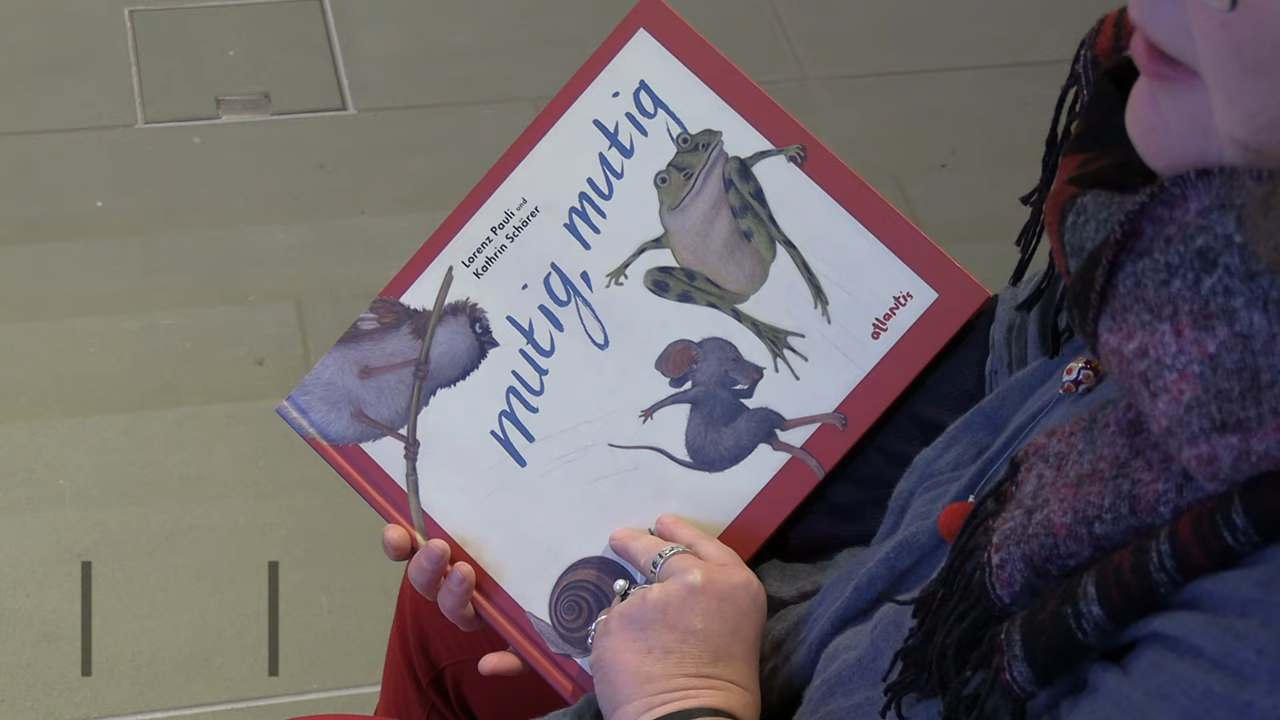 Lorenz Pauli und
Kathrin Schärer
mutig, mutig
atlantis